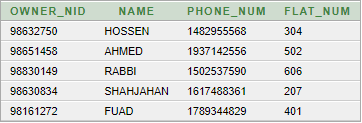 OWNER_NID NAME PHONE_NUM FLAT_NUM
98632750 HOSSEN 1482955568 304
98651458 AHMED 1937142556 502
98830149 RABBI 1502537590 606
98630834 SHAHJAHAN 1617488361 207
98161272 FUAD 1789344829 401